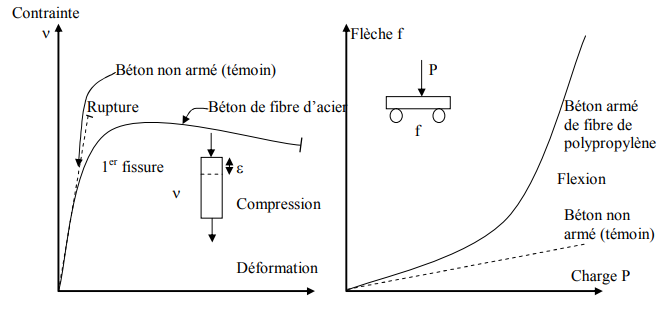 Contrainte
ν
Béton non armé (témoin)
Rupture
Béton de fibre d’acier
1er fissure
ε
ν
Compression
Déformation
Flèche f
P
f
Béton armé
de fibre de
polypropylène
Flexion
Béton non
armé (témoin)
Charge P